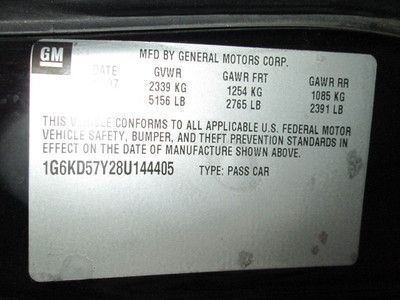 GM
MFD BY GENERAL MOTORS CORP.
DATE GVWR GAWR FRT GAWR RR
2339 KG 1254 KG 1085 KG
5156 LB 2765 LB 2391 LB
THIS VEHICLE CONFORMS TO ALL APPLICABLE U.S. FEDERAL MOTOR
VEHICLE SAFETY, BUMPER, AND THEFT PREVENTION STANDARDS IN
EFFECT ON THE DATE OF MANUFACTURE SHOWN ABOVE.
1G6KD57Y28U144405 TYPE: PASS CAR